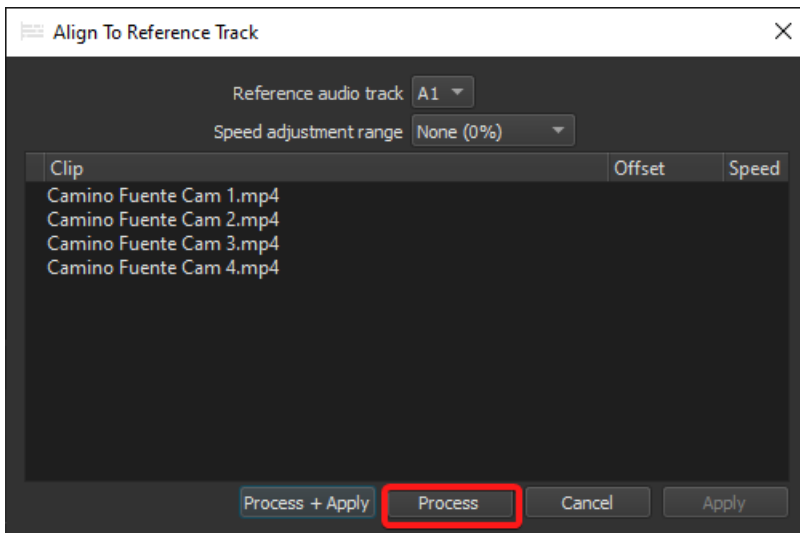 Align To Reference Track
Reference audio track A1
Speed adjustment range None (0%)
Clip Offset Speed
Camino Fuente Cam 1.mp4
Camino Fuente Cam 2.mp4
Camino Fuente Cam 3.mp4
Camino Fuente Cam 4.mp4
Process + Apply Process Cancel Apply